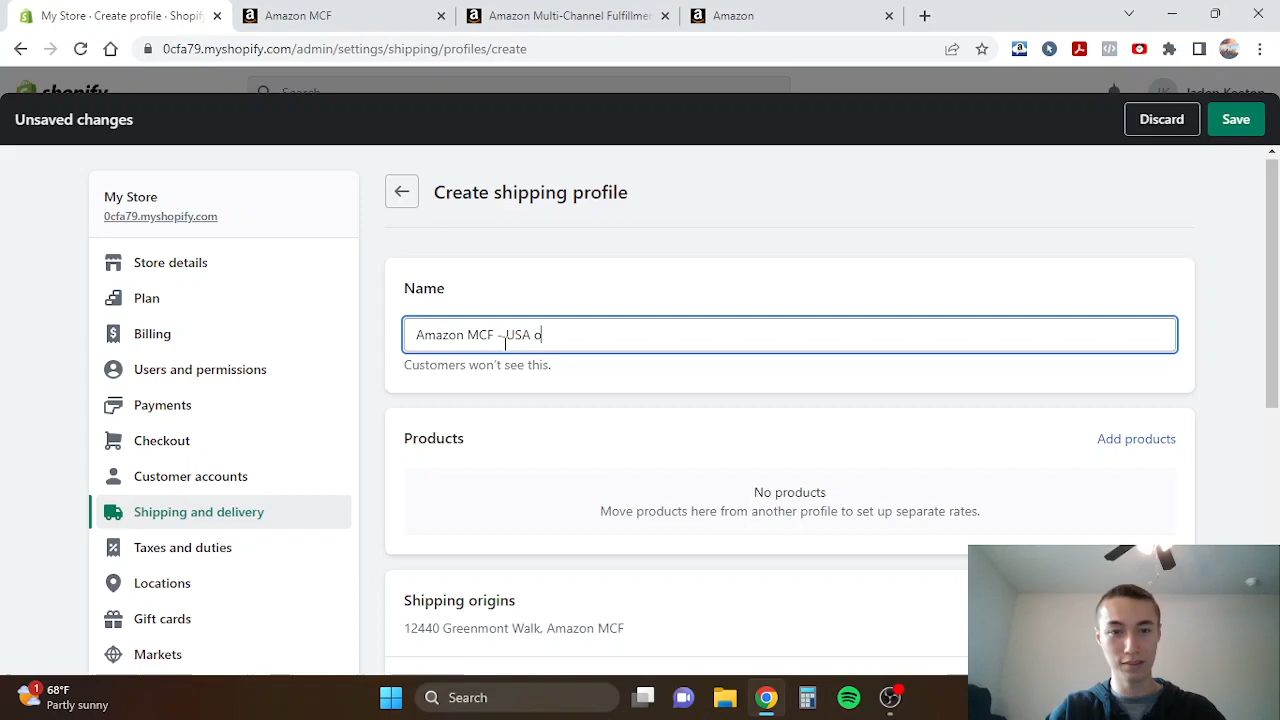 My Store - Create profile - Shopif
Amazon MCF
Amazon Multi-Channel Fulfillmer
Amazon
0cfa79.myshopify.com/admin/settings/shipping/profiles/create
Unsaved changes
Discard
Save
My Store
0cfa79.myshopify.com
Create shipping profile
Store details
Plan
Billing
Users and permissions
Payments
Checkout
Customer accounts
Shipping and delivery
Taxes and duties
Locations
Gift cards
Markets
Name
Amazon MCF - USA o
Customers won't see this.
Products
Add products
No products
Move products here from another profile to set up separate rates.
Shipping origins
12440 Greenmont Walk, Amazon MCF
1
68°F
Partly sunny
Search